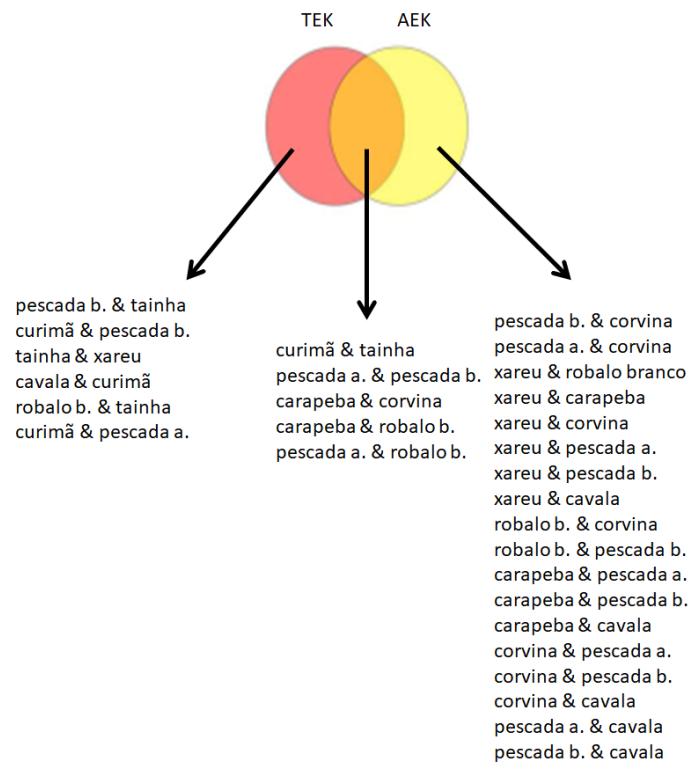 TEK AEK
pescada b. & tainha
curimã & pescada b.
tainha & xareu
cavala & curimã
robalo b. & tainha
curimã & pescada a.
curimã & tainha
pescada a. & pescada b.
carapeba & corvina
carapeba & robalo b.
pescada a. & robalo b.
pescada b. & corvina
pescada a. & corvina
xareu & robalo branco
xareu & carapeba
xareu & corvina
xareu & pescada a.
xareu & pescada b.
xareu & cavala
robalo b. & corvina
robalo b. & pescada b.
carapeba & pescada a.
carapeba & pescada b.
carapeba & cavala
corvina & pescada a.
corvina & pescada b.
corvina & cavala
pescada a. & cavala
pescada b. & cavala